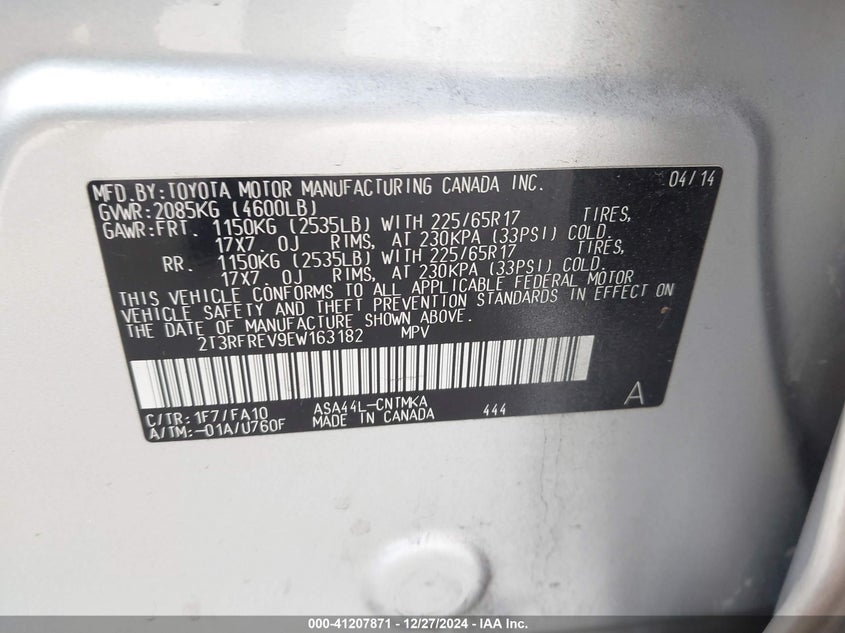 MFD.BY:TOYOTA MOTOR MANUFACTURING CANADA INC. 04/14
GVWR:2085KG (4600LB)
GAWR:FRT. 1150KG (2535LB) WITH 225/65R17 TIRES,
17X7.0J RIMS, AT 230KPA (33PSI) COLD.
RR. 1150KG (2535LB) WITH 225/65R17 TIRES,
17X7.0J RIMS, AT 230KPA (33PSI) COLD.
THIS VEHICLE CONFORMS TO ALL APPLICABLE FEDERAL MOTOR
VEHICLE SAFETY AND THEFT PREVENTION STANDARDS IN EFFECT ON
THE DATE OF MANUFACTURE SHOWN ABOVE.
2T3RFREV9EW163182 MPV
C/TR:1F7/FA10 ASA44L-CNTMKA 444 A
A/TM:-01A/U760F MADE IN CANADA
000-41207871 - 12/27/2024 - IAA Inc.